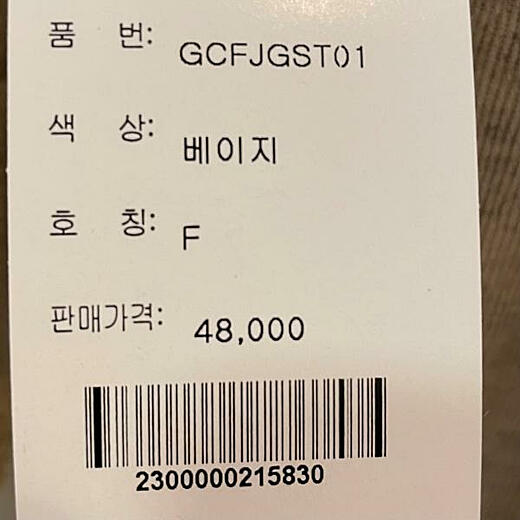 품 번: GCFJGST01
색 상: 베이지
호 칭: F
판매가격: 48,000
2300000215830